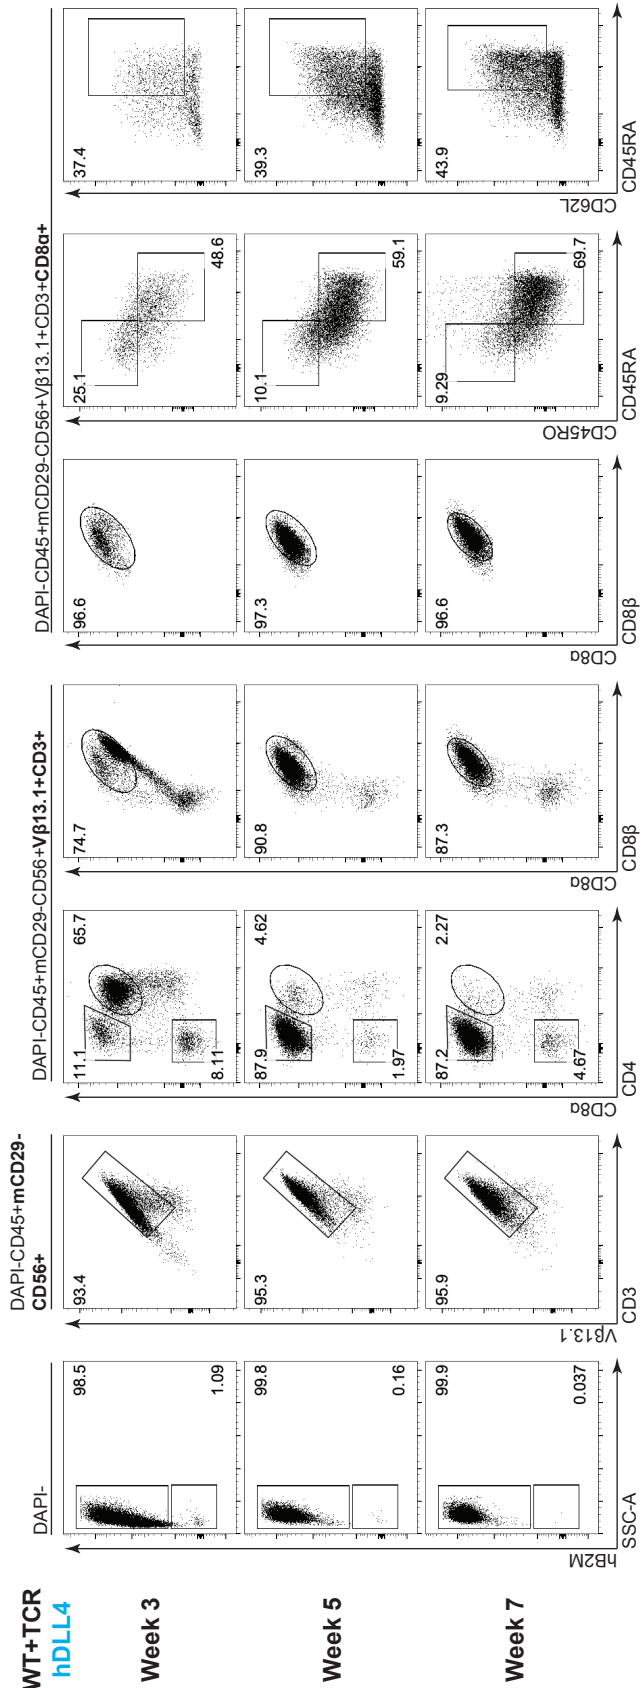 WT+TCR
hDLL4
DAPI-
DAPI-CD45+mCD29-
CD56+
DAPI-CD45+mCD29-CD56+Vβ13.1+CD3+
DAPI-CD45+mCD29-CD56+Vβ13.1+CD3+CD8α+
Week 3
98.5
1.09
93.4
11.1
65.7
8.11
74.7
96.6
25.1
48.6
37.4
Week 5
99.8
0.16
95.3
87.9
4.62
1.97
90.8
97.3
10.1
59.1
39.3
Week 7
99.9
0.037
95.9
87.2
2.27
4.67
87.3
96.6
9.29
69.7
43.9
hB2M
SSC-A
Vβ13.1
CD3
CD8α
CD4
CD8α
CD8β
CD8α
CD8β
CD45RO
CD45RA
CD62L
CD45RA